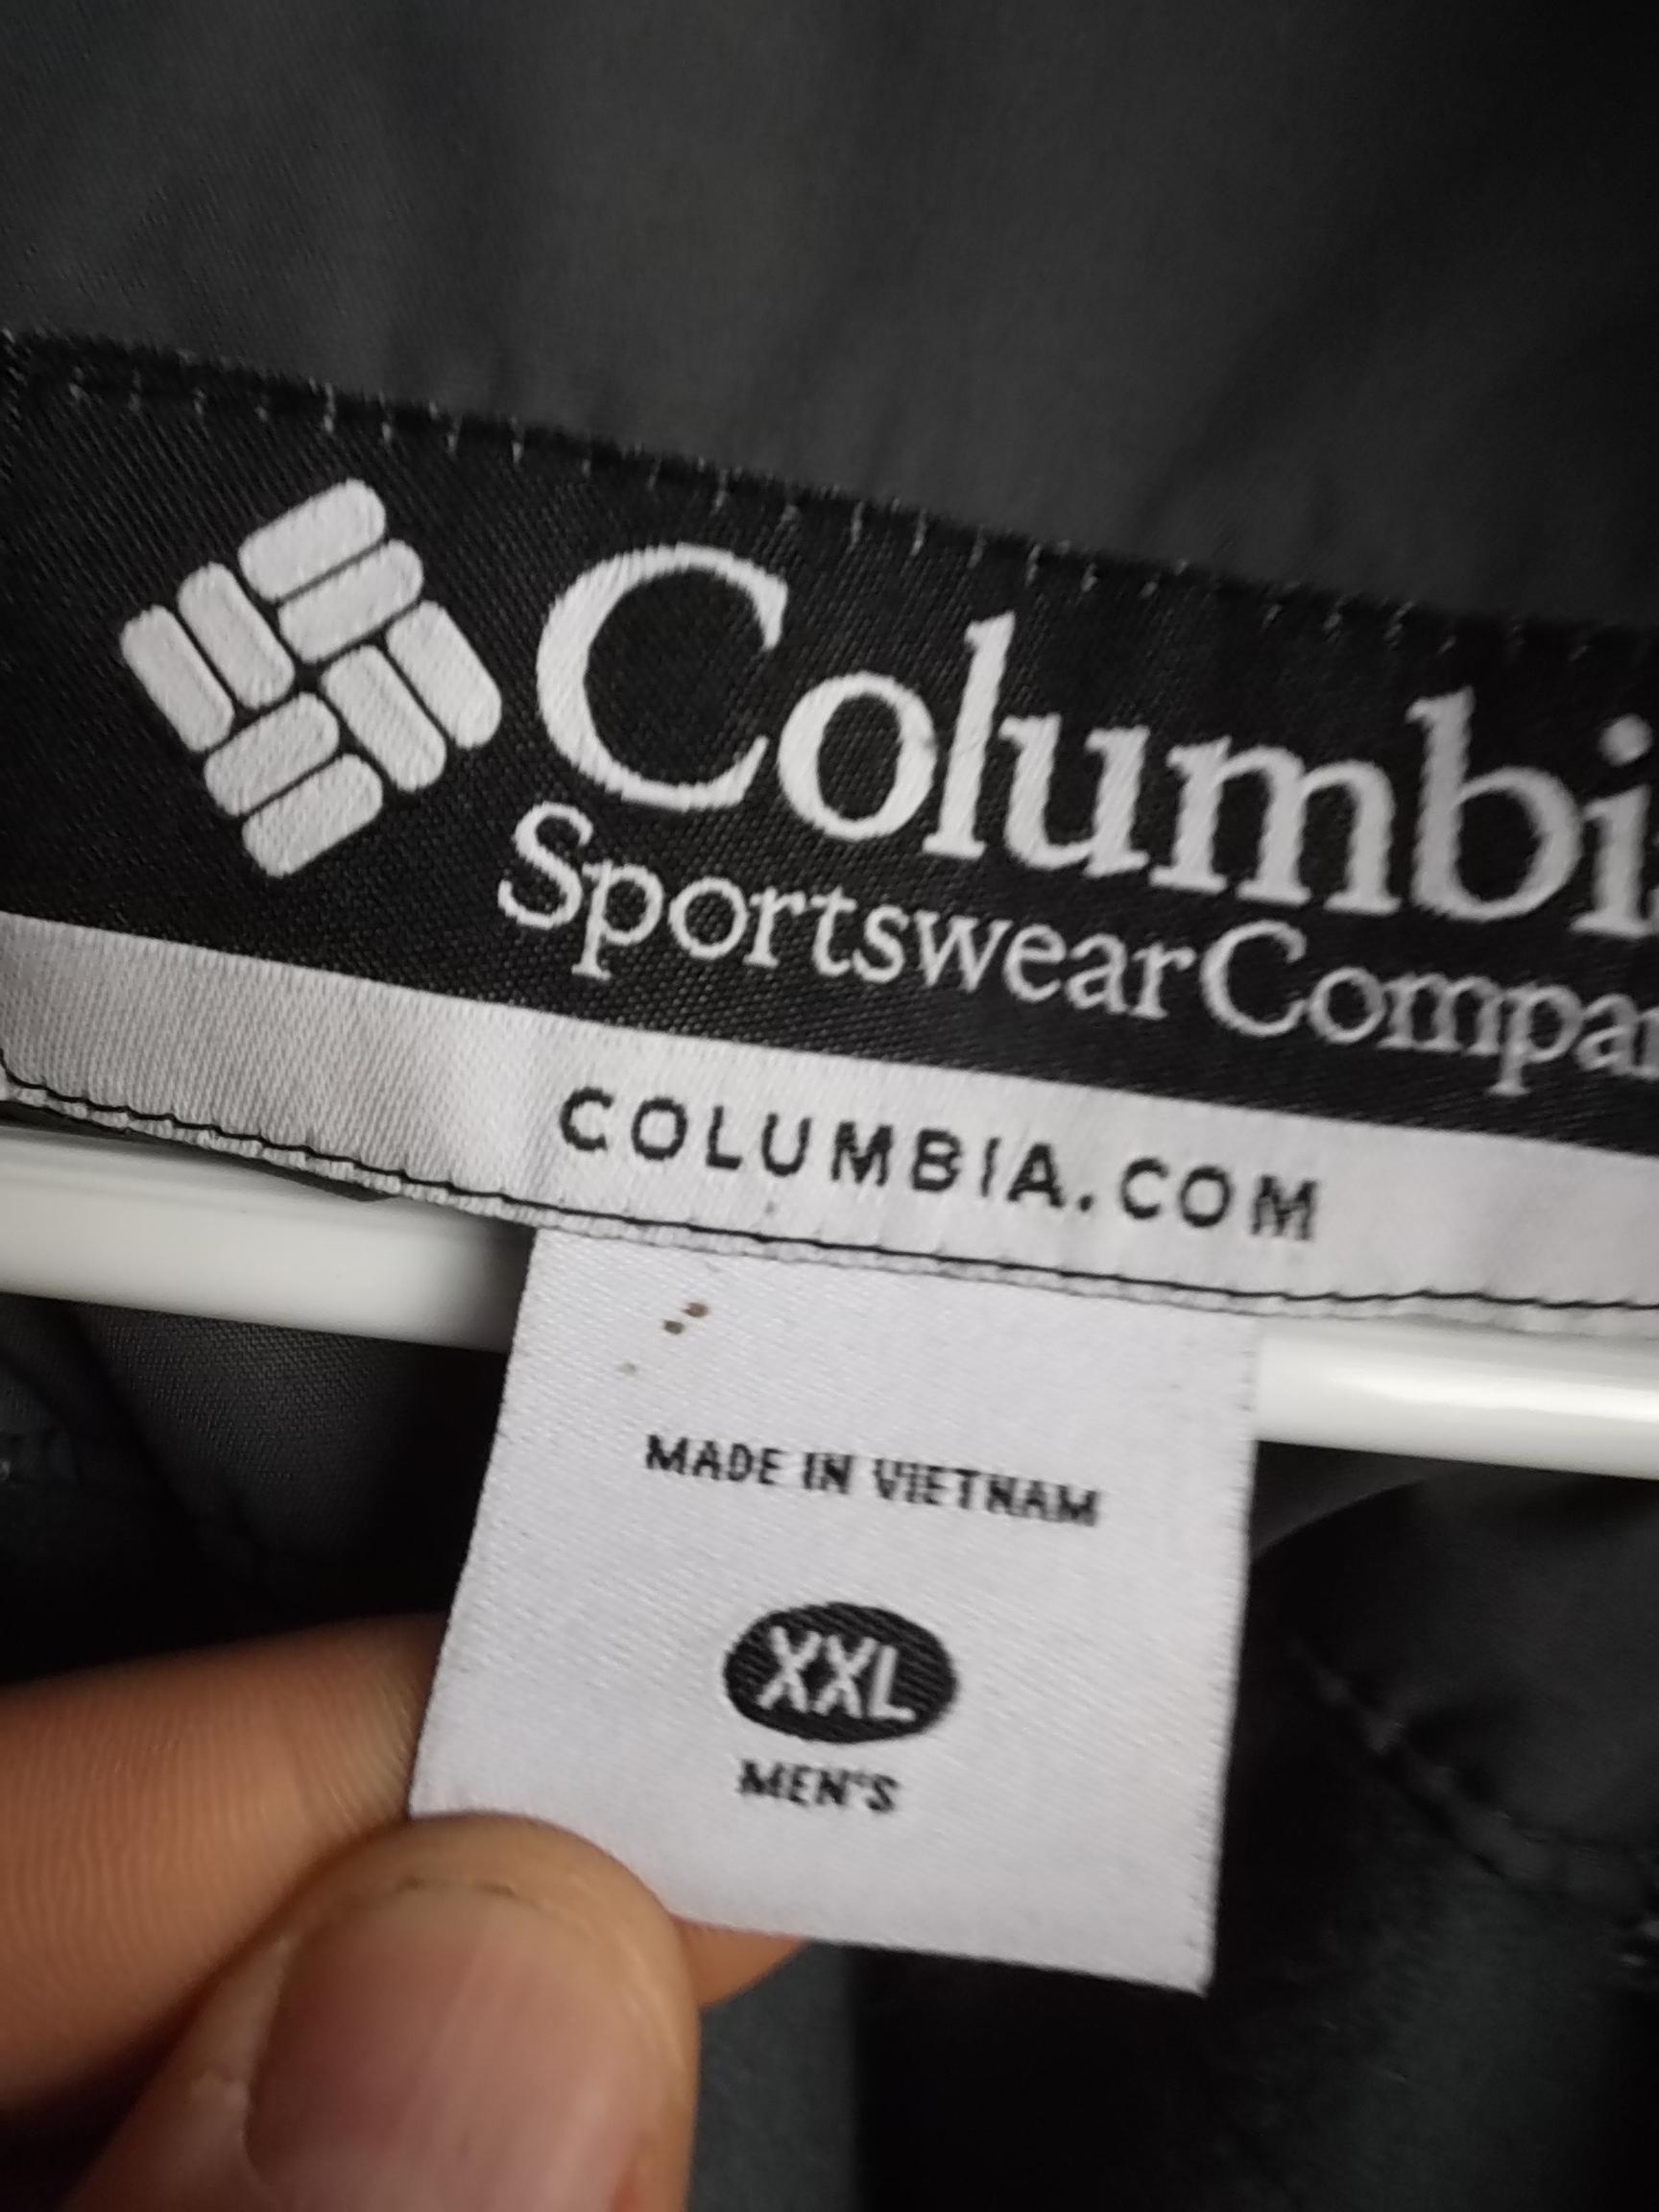 Columbi
SportswearCompa
COLUMBIA.COM
MADE IN VIETNAM
XXL
MEN'S